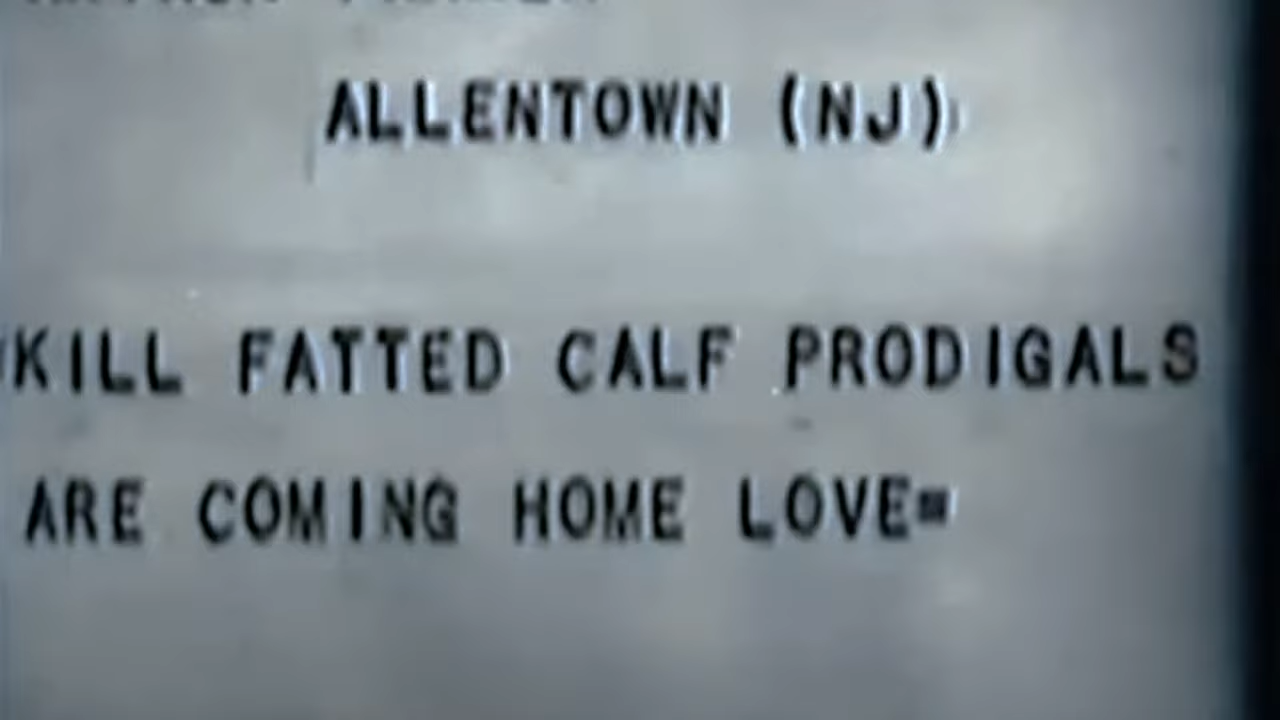 ALLENTOWN (NJ)
KILL FATTED CALF PRODIGALS
ARE COMING HOME LOVE=